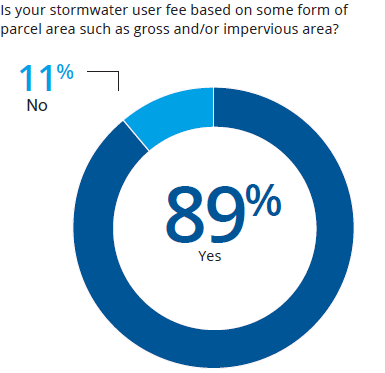 Is your stormwater user fee based on some form of
parcel area such as gross and/or impervious area?
11%
No
89%
Yes